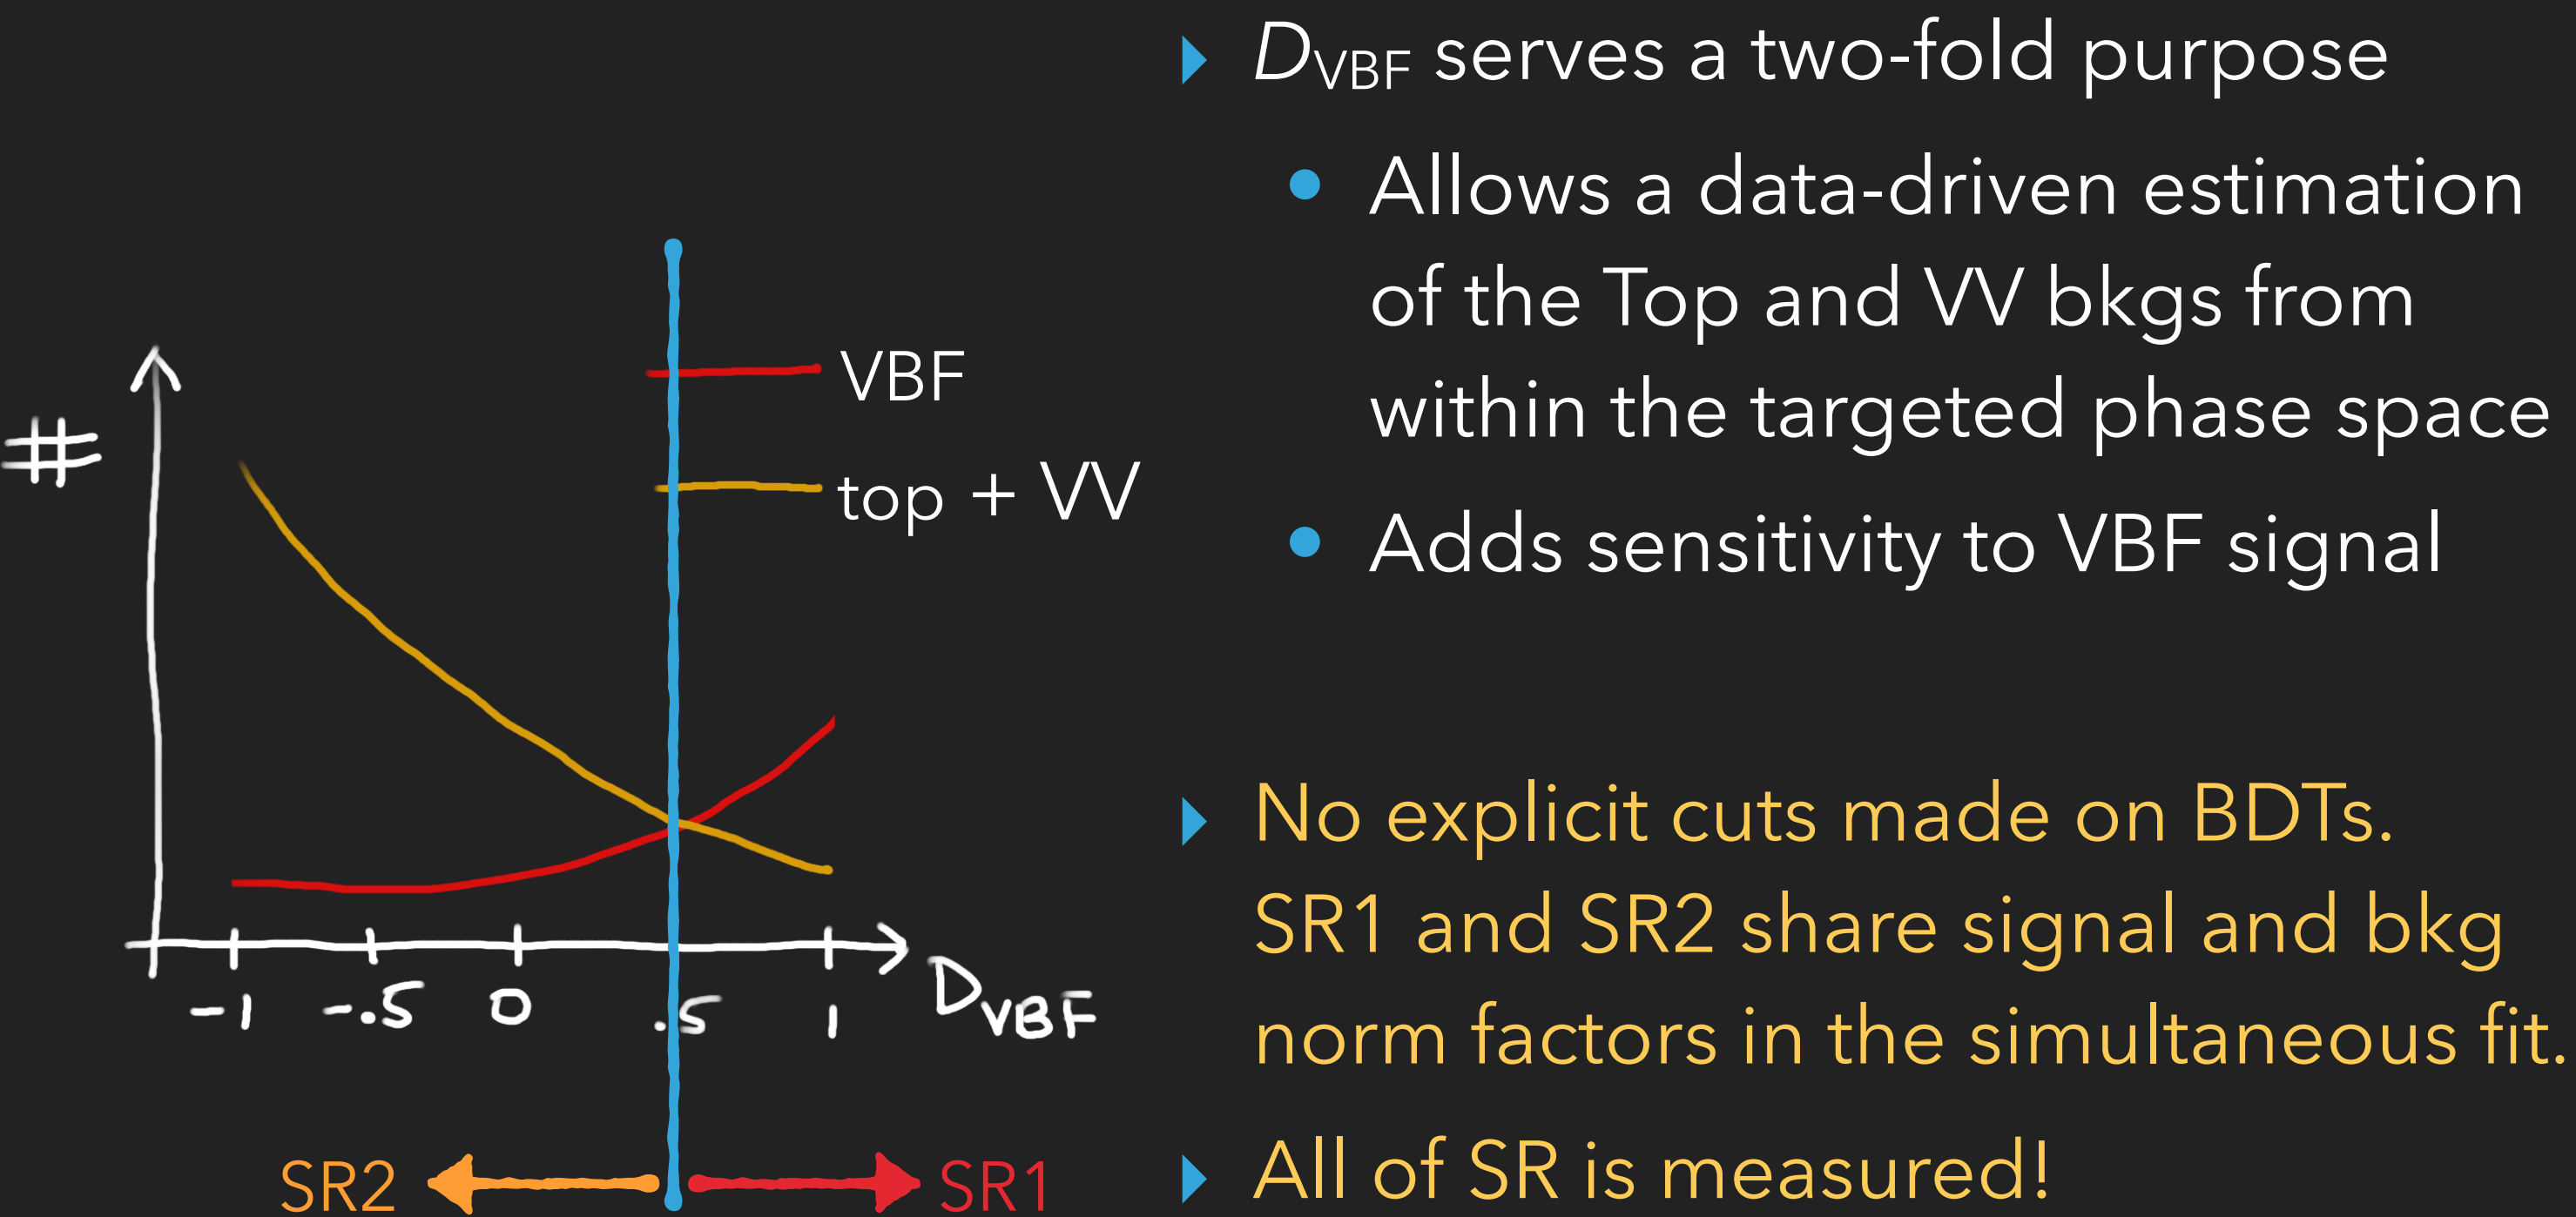 #
VBF
top + VV
-1 -.5 0 .5 1 DVBF
SR2 SR1
DVBF serves a two-fold purpose
Allows a data-driven estimation
of the Top and VV bkgs from
within the targeted phase space
Adds sensitivity to VBF signal
No explicit cuts made on BDTs.
SR1 and SR2 share signal and bkg
norm factors in the simultaneous fit.
All of SR is measured!